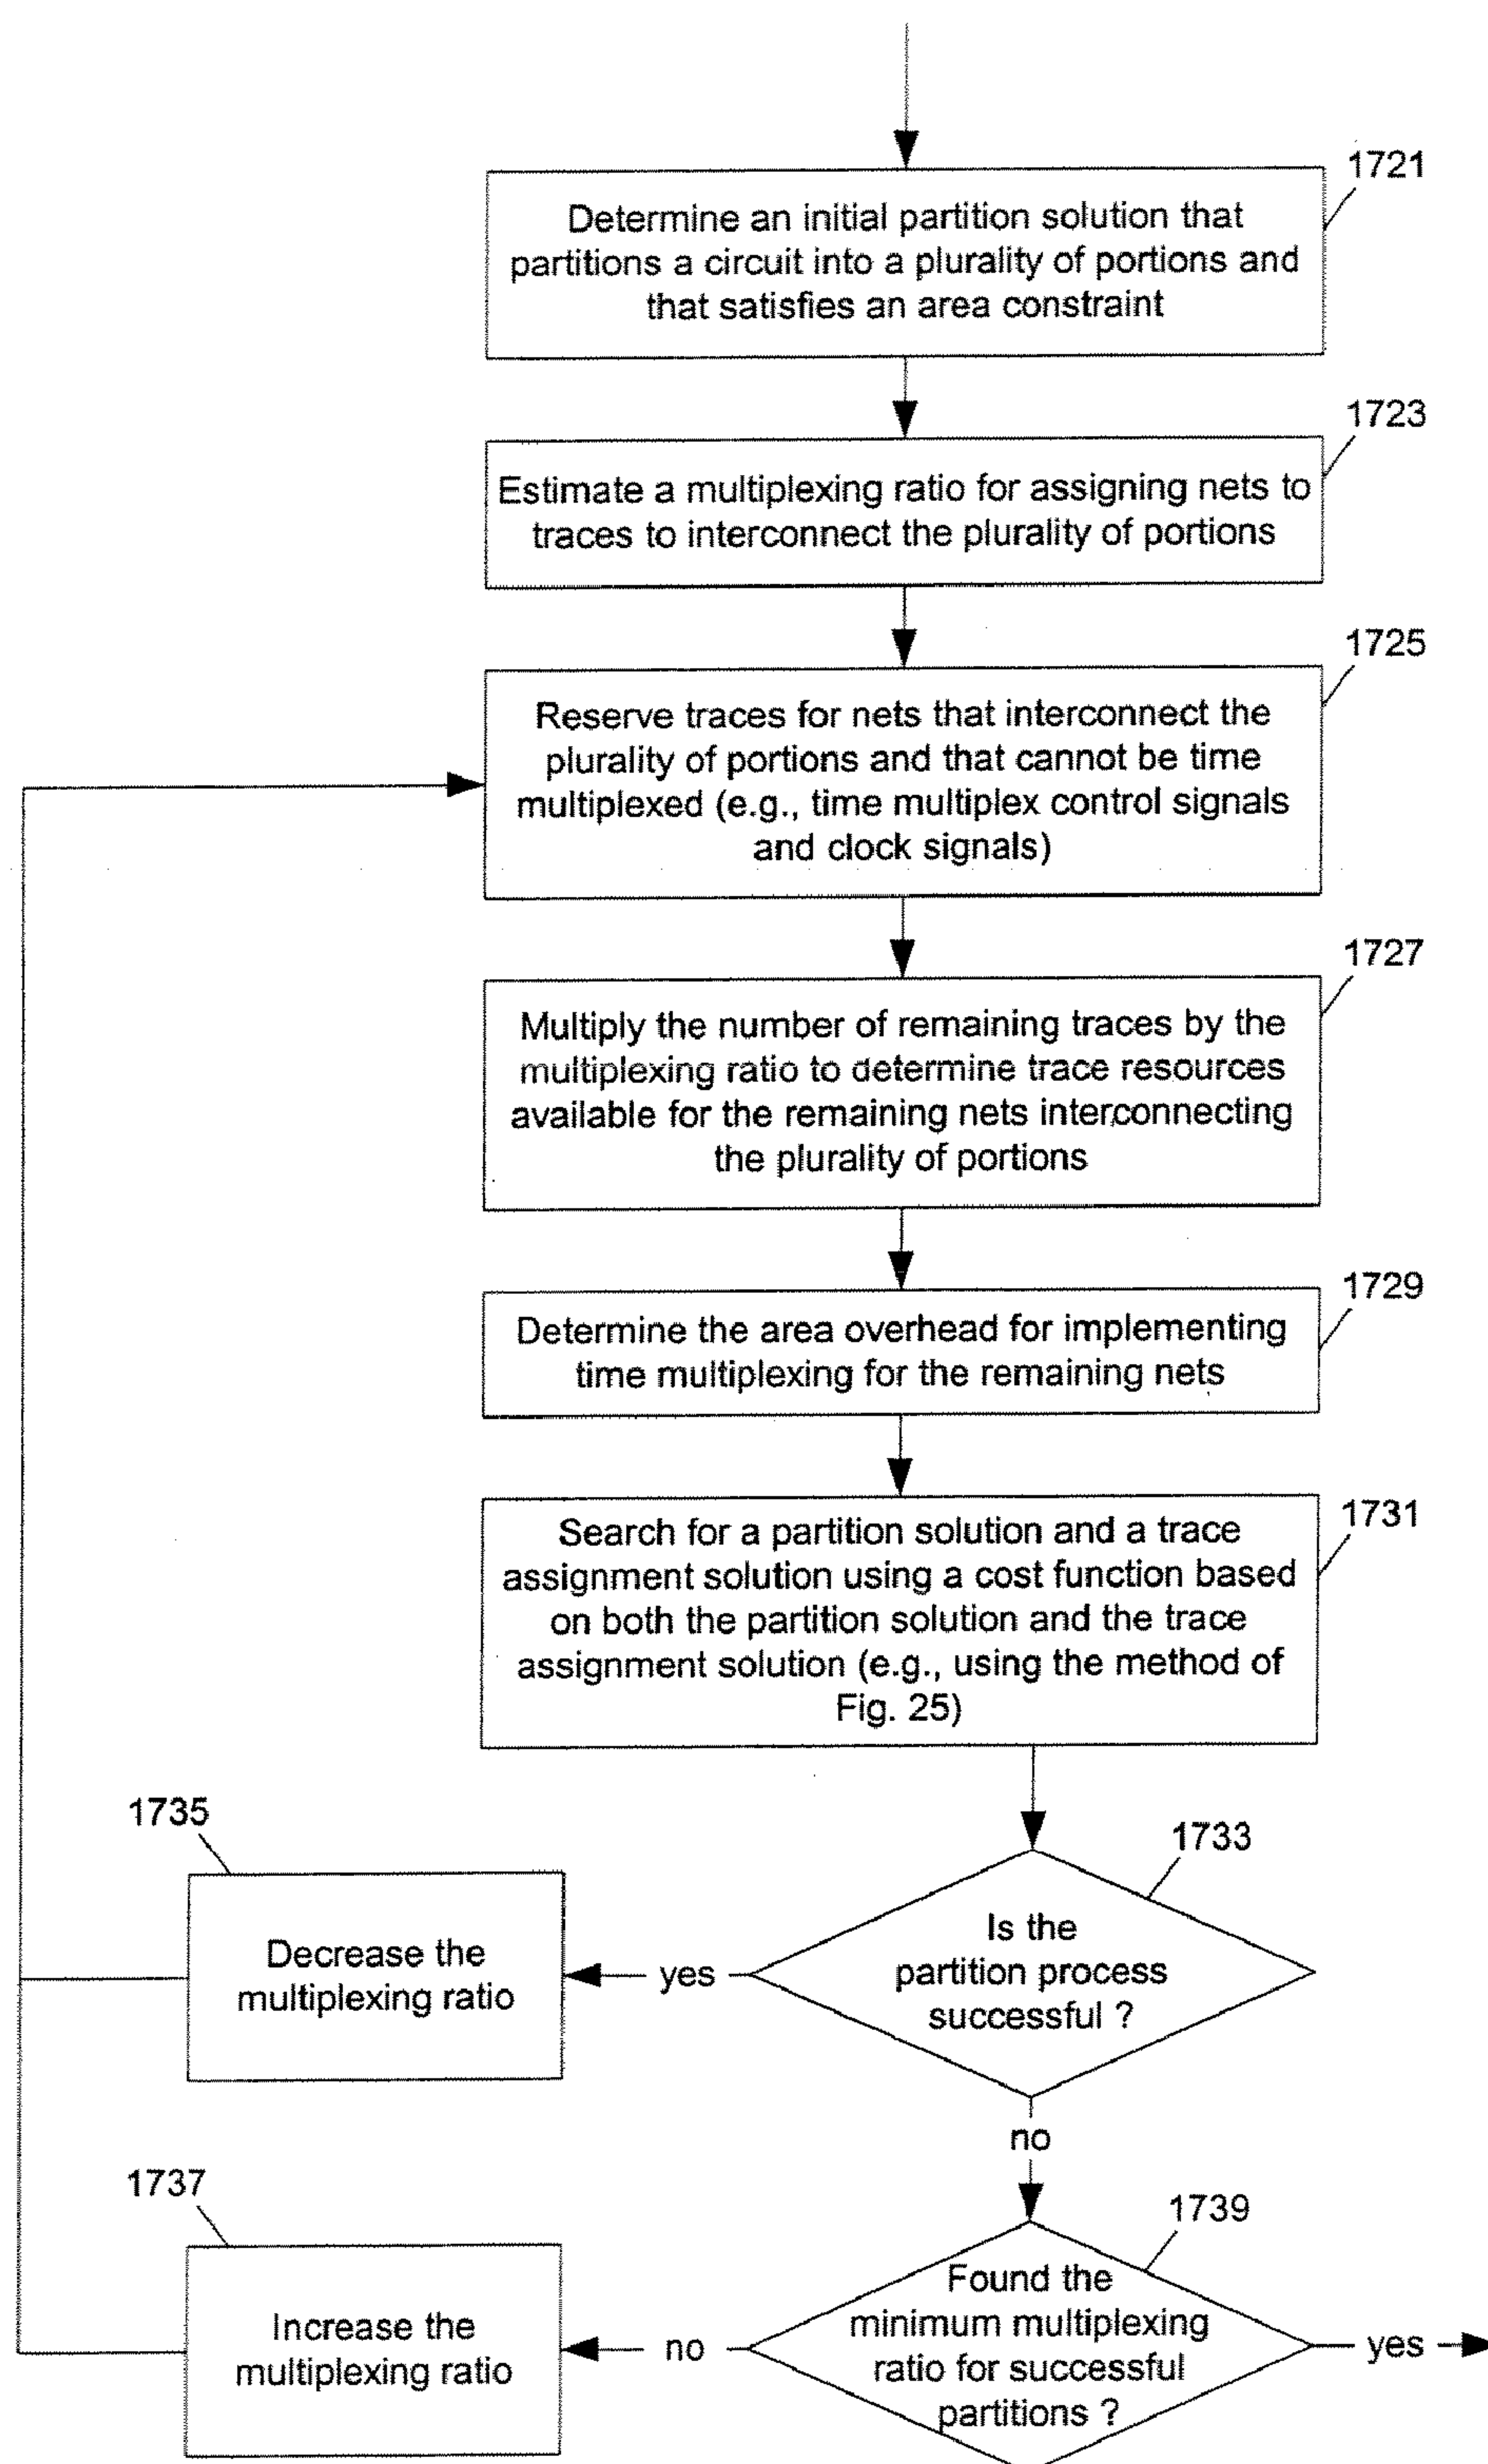 1721
Determine an initial partition solution that
partitions a circuit into a plurality of portions and
that satisfies an area constraint
1723
Estimate a multiplexing ratio for assigning nets to
traces to interconnect the plurality of portions
1725
Reserve traces for nets that interconnect the
plurality of portions and that cannot be time
multiplexed (e.g., time multiplex control signals
and clock signals)
1727
Multiply the number of remaining traces by the
multiplexing ratio to determine trace resources
available for the remaining nets interconnecting
the plurality of portions
1729
Determine the area overhead for implementing
time multiplexing for the remaining nets
1731
Search for a partition solution and a trace
assignment solution using a cost function based
on both the partition solution and the trace
assignment solution (e.g., using the method of
Fig. 25)
1735
1733
Decrease the
multiplexing ratio
yes
Is the
partition process
successful ?
no
1737
1739
Increase the
multiplexing ratio
no
Found the
minimum multiplexing
ratio for successful
partitions ?
yes